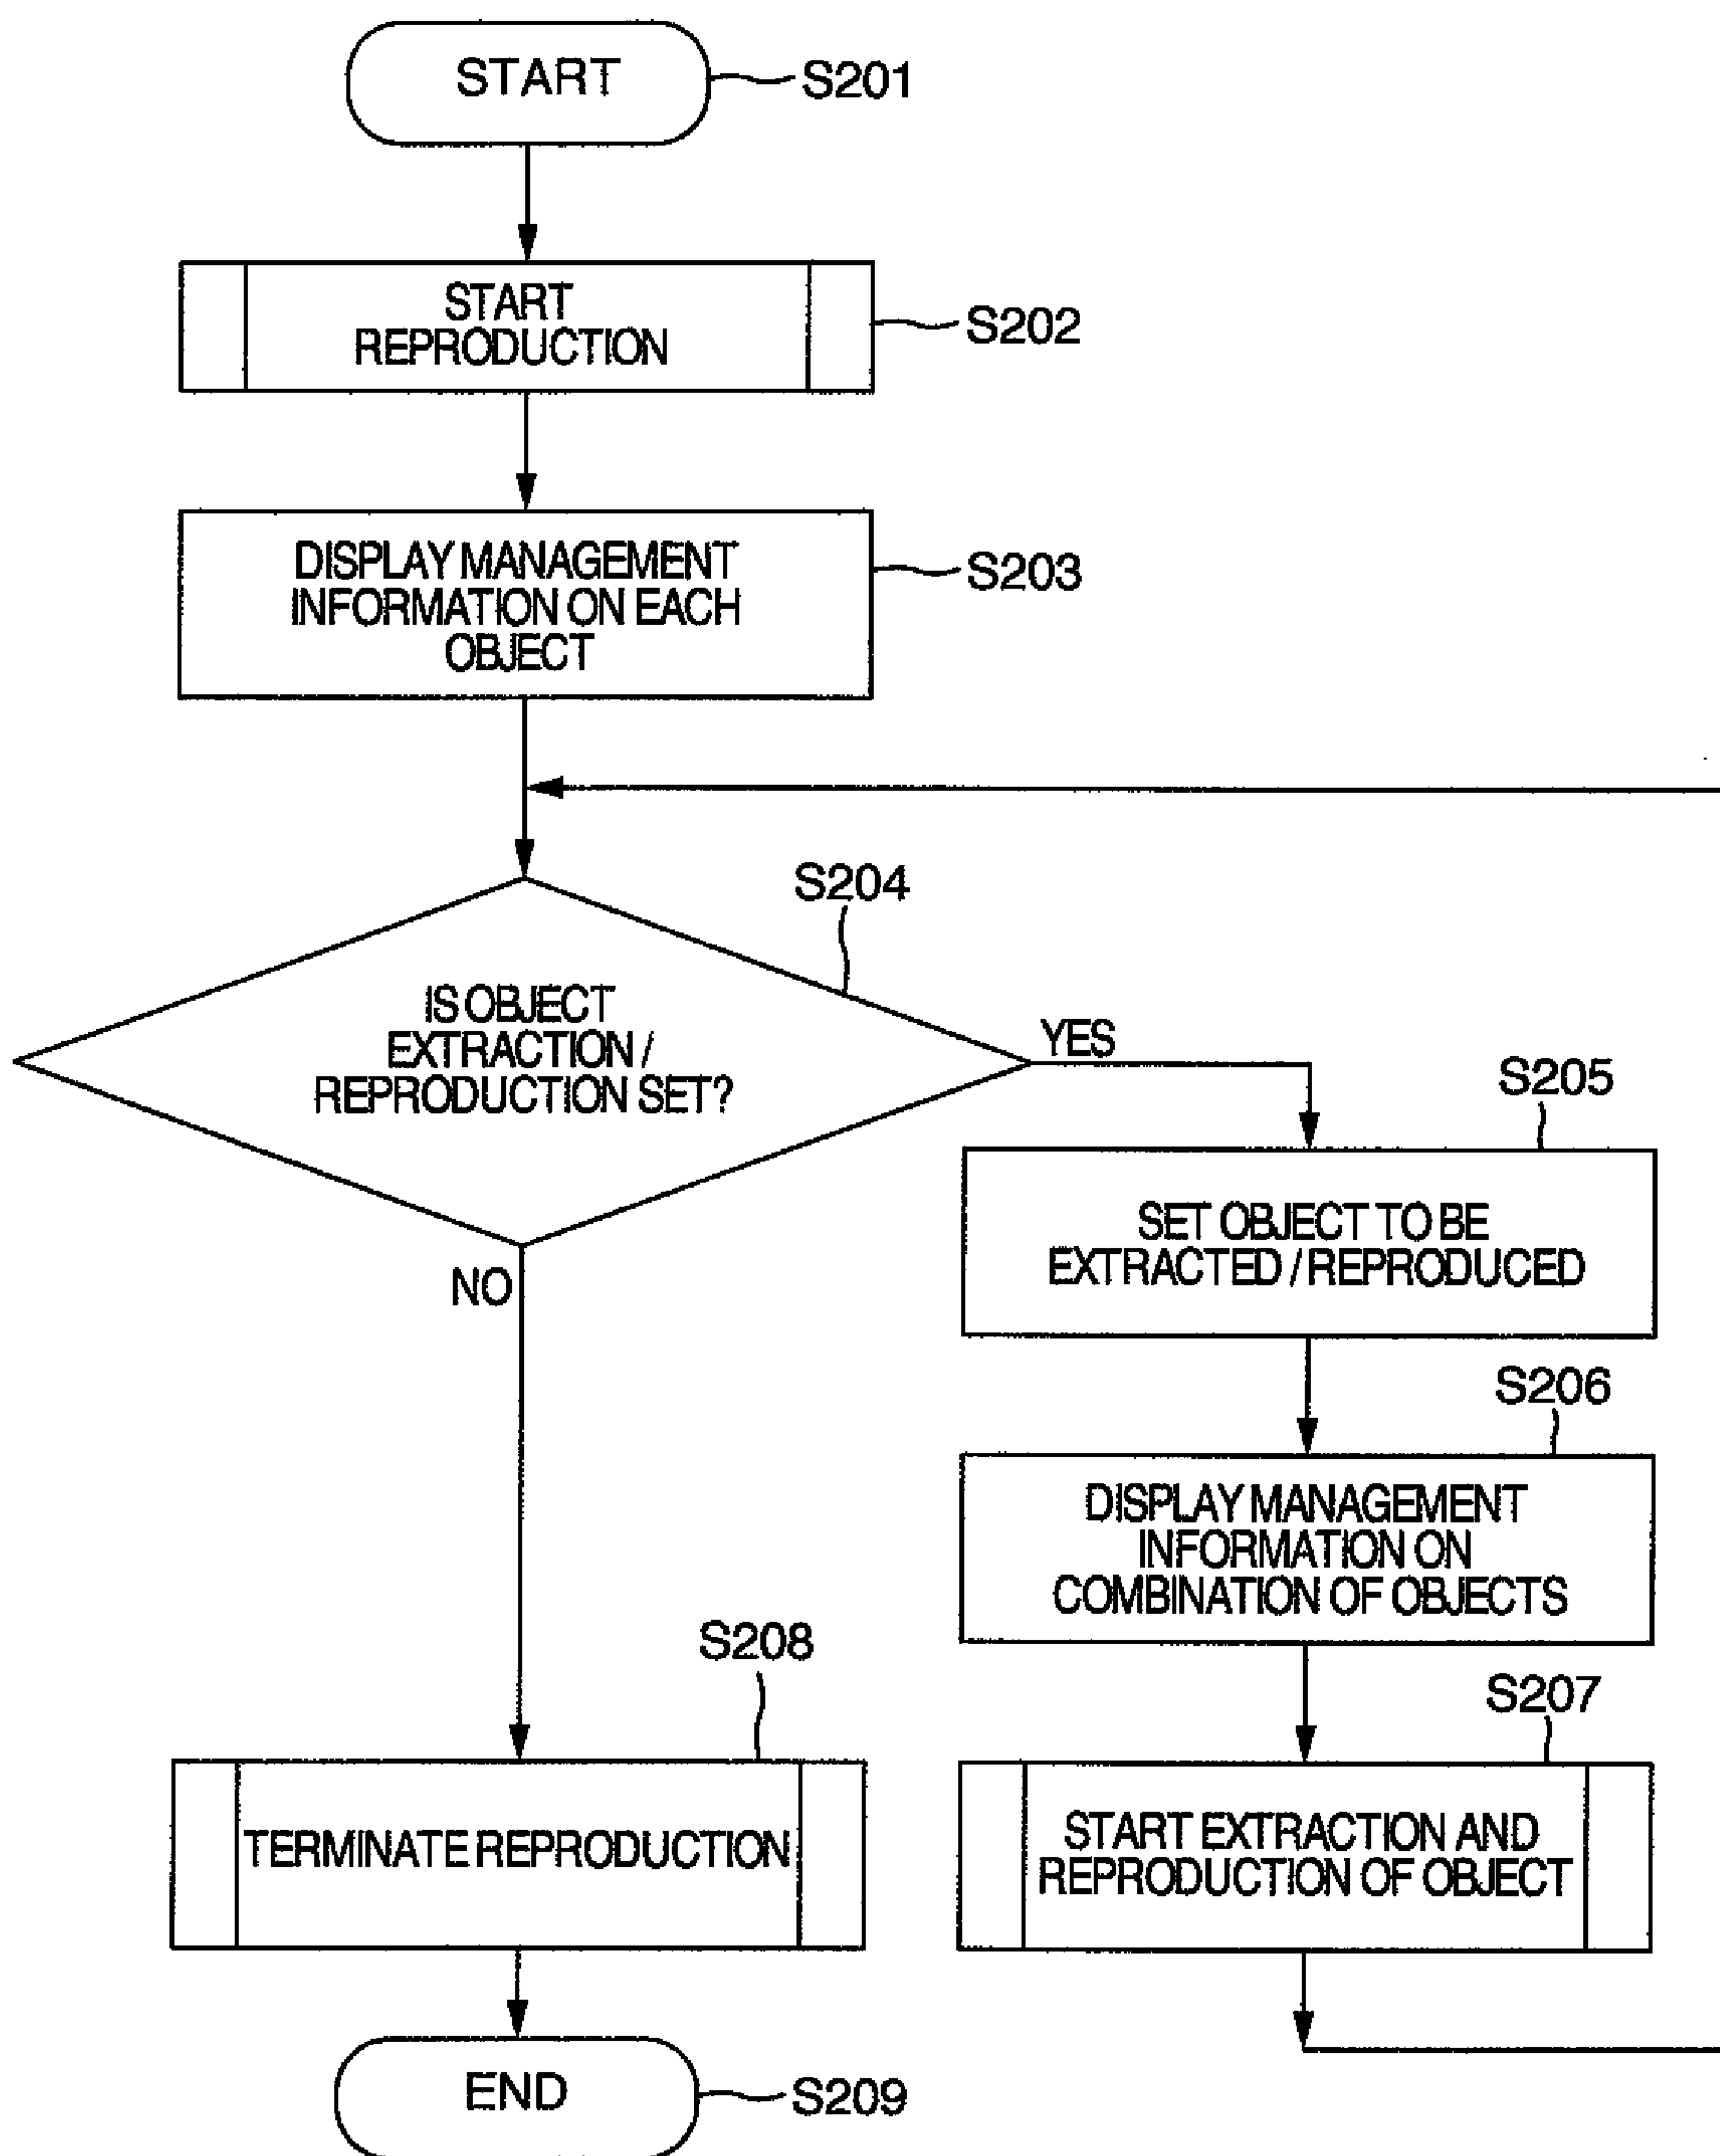 START
S201
START
REPRODUCTION
S202
DISPLAY MANAGEMENT
INFORMATION ON EACH
OBJECT
S203
S204
IS OBJECT
EXTRACTION /
REPRODUCTION SET?
YES
NO
S205
SET OBJECT TO BE
EXTRACTED / REPRODUCED
S206
DISPLAY MANAGEMENT
INFORMATION ON
COMBINATION OF OBJECTS
S207
START EXTRACTION AND
REPRODUCTION OF OBJECT
S208
TERMINATE REPRODUCTION
END
S209